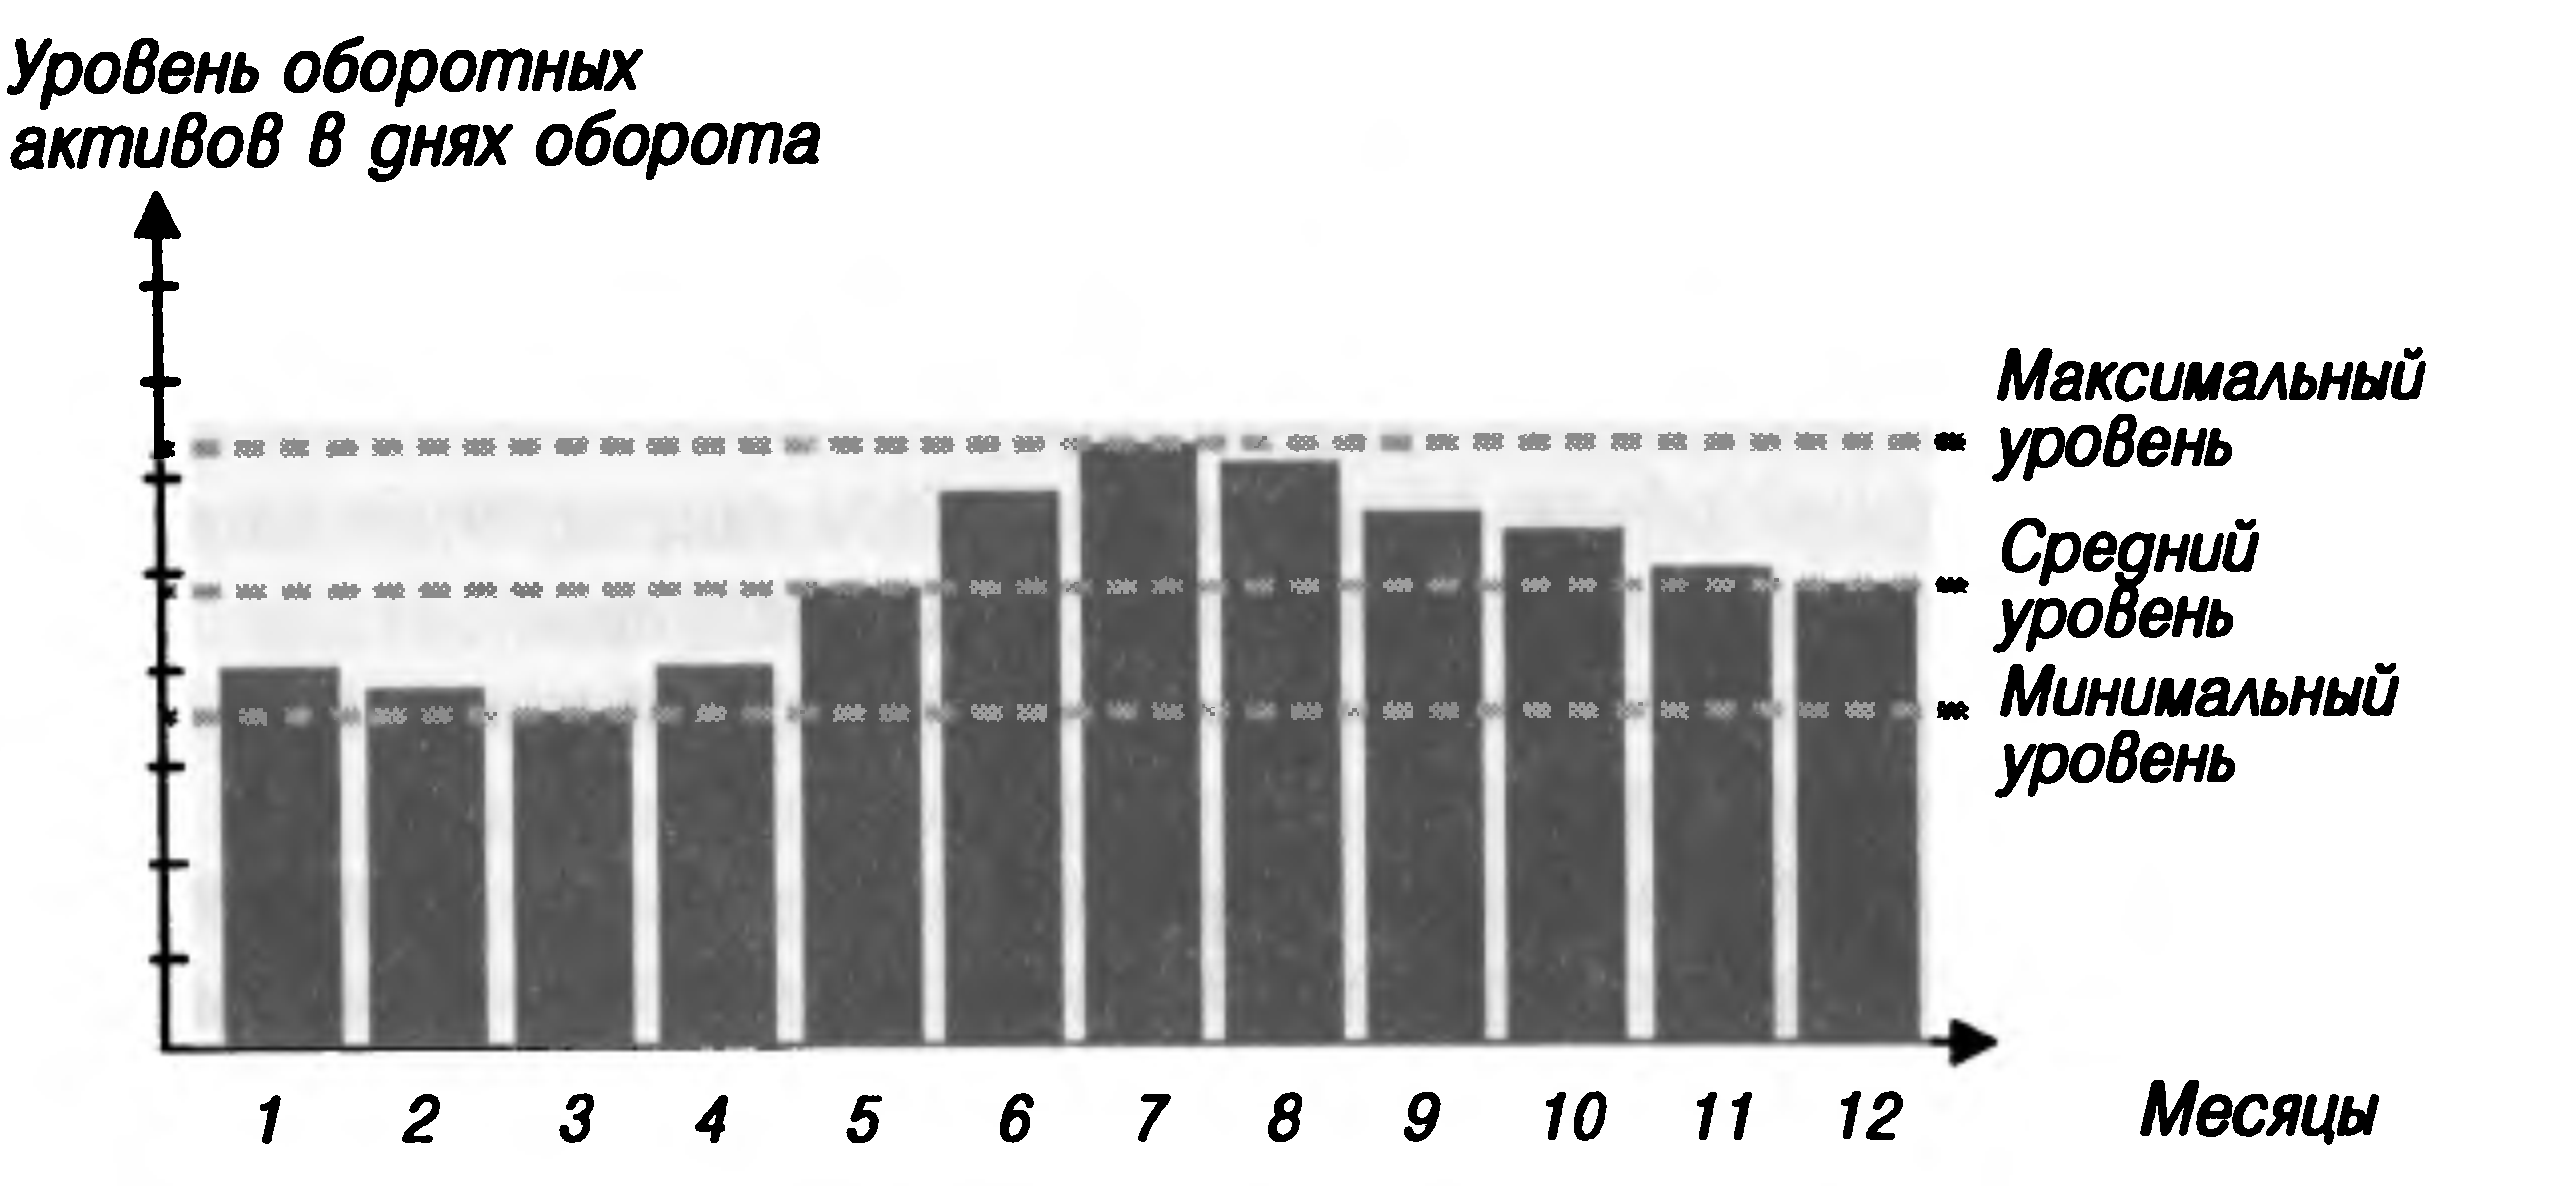 Уровень оборотных
активов в днях оборота
Максимальный
уровень
Средний
уровень
Минимальный
уровень
1 2 3 4 5 6 7 8 9 10 11 12 Месяцы